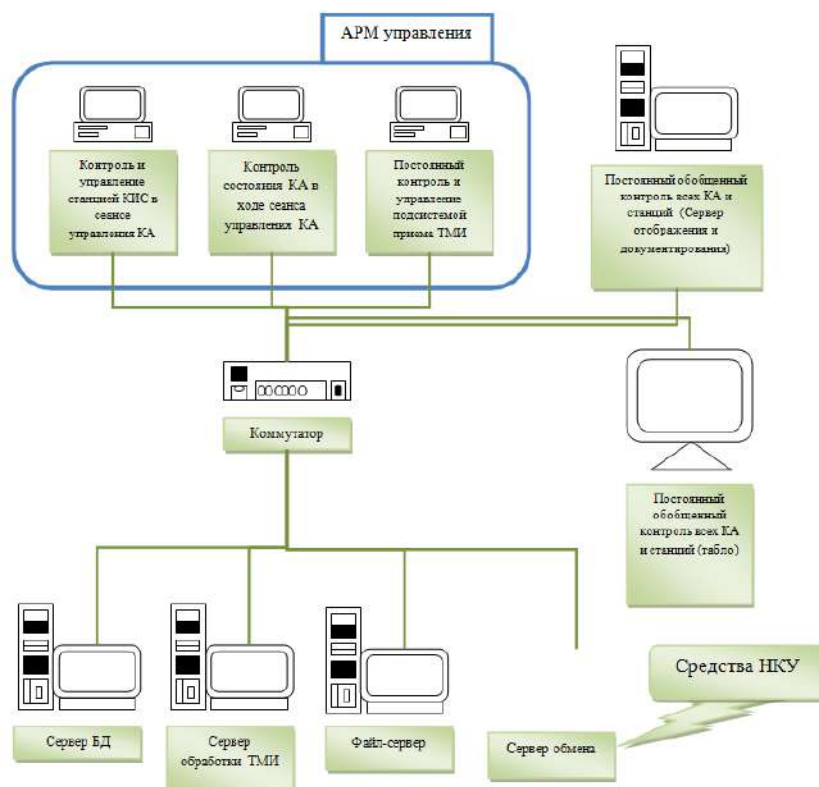 АРМ управления
Контроль и
управление
станцией КИС в
сеансе
управления КА
Контроль
состояния КА в
ходе сеанса
управления КА
Постоянный
контроль и
управление
подсистемой
приема ТМИ
Постоянный обобщенный
контроль всех КА и
станций (Сервер
отображения и
документирования)
Коммутатор
Постоянный
обобщенный
контроль всех КА
и станций (табло)
Средства НКУ
Сервер БД
Сервер
обработки ТМИ
Файл-сервер
Сервер обмена